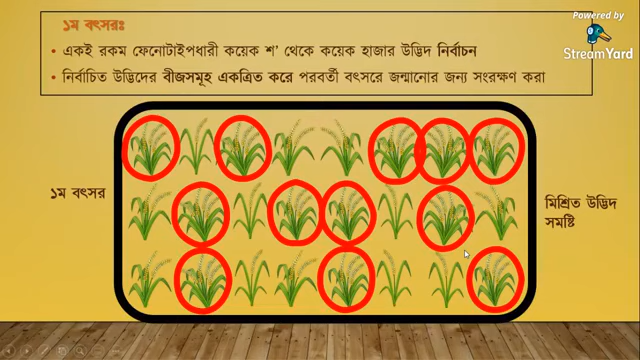 ১ম বৎসরঃ
Powered by
StreamYard
• একই রকম ফেনোটাইপধারী কয়েক শ’ থেকে কয়েক হাজার উদ্ভিদ নির্বাচন
• নির্বাচিত উদ্ভিদের বীজসমূহ একত্রিত করে পরবর্তী বৎসরে জন্মানোর জন্য সংরক্ষণ করা
১ম বৎসর
মিশ্রিত উদ্ভিদ
সমষ্টি